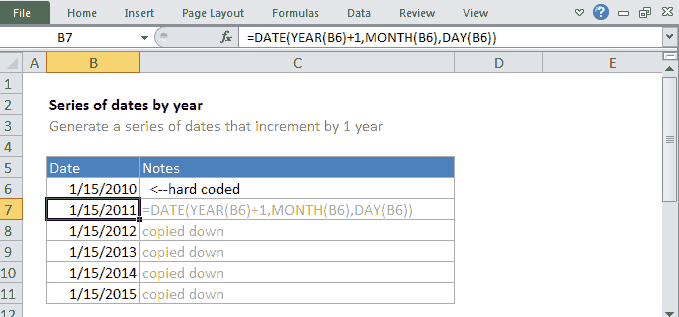 File Home Insert Page Layout Formulas Data Review View ?
B7 fx =DATE(YEAR(B6)+1,MONTH(B6),DAY(B6))
A B C D E
1
2 Series of dates by year
3 Generate a series of dates that increment by 1 year
4
5 Date Notes
6 1/15/2010 <--hard coded
7 1/15/2011 =DATE(YEAR(B6)+1,MONTH(B6),DAY(B6))
8 1/15/2012 copied down
9 1/15/2013 copied down
10 1/15/2014 copied down
11 1/15/2015 copied down
12